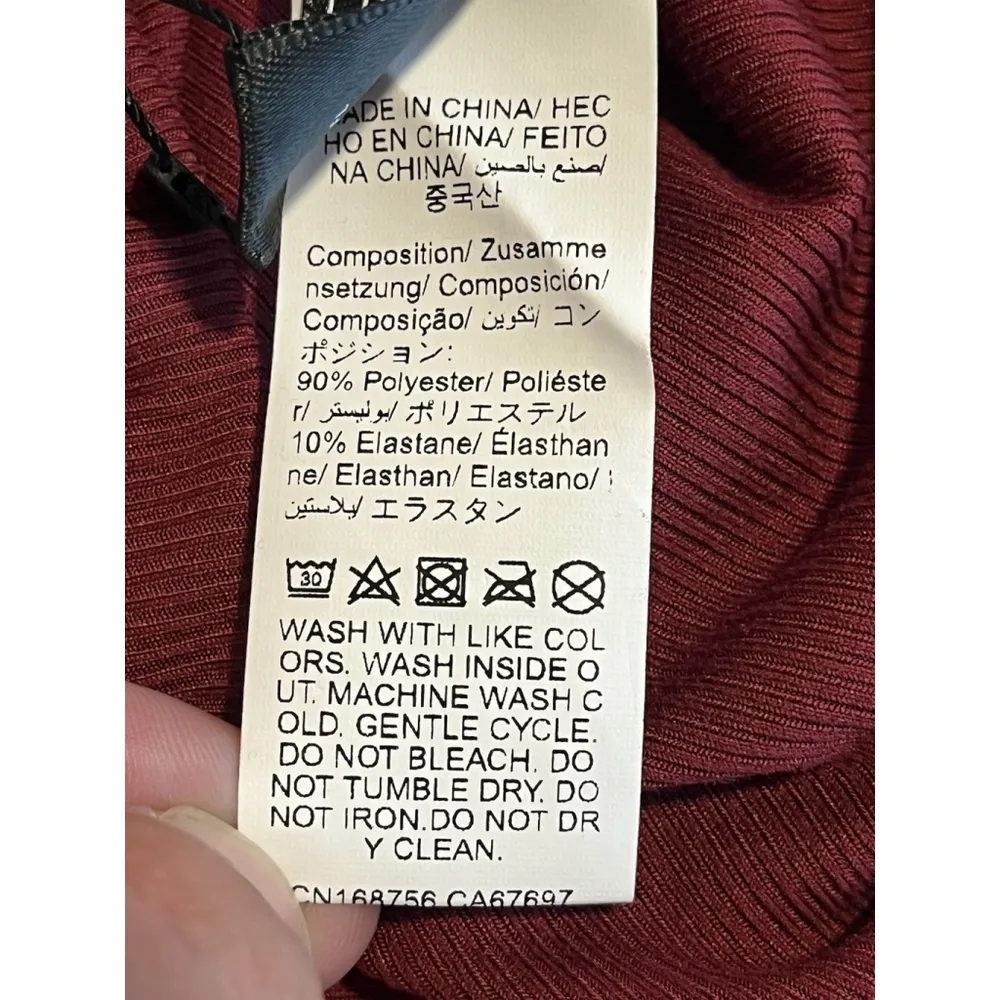 ADE IN CHINA/ HEC
HO EN CHINA/ FEITO
NA CHINA/ صنع بالصين/
중국산
Composition/ Zusamme
nsetzung/ Composición/
Composição/ تكوين/ コン
ポジション:
90% Polyester/ Poliéste
r/ بوليستر/ ポリエステル
10% Elastane/ Élasthan
ne/ Elasthan/ Elastano/
إيلاستين/ エラスタン
30
WASH WITH LIKE COL
ORS. WASH INSIDE O
UT. MACHINE WASH C
OLD. GENTLE CYCLE.
DO NOT BLEACH. DO
NOT TUMBLE DRY. DO
NOT IRON.DO NOT DR
Y CLEAN.
CN168756 CA67697